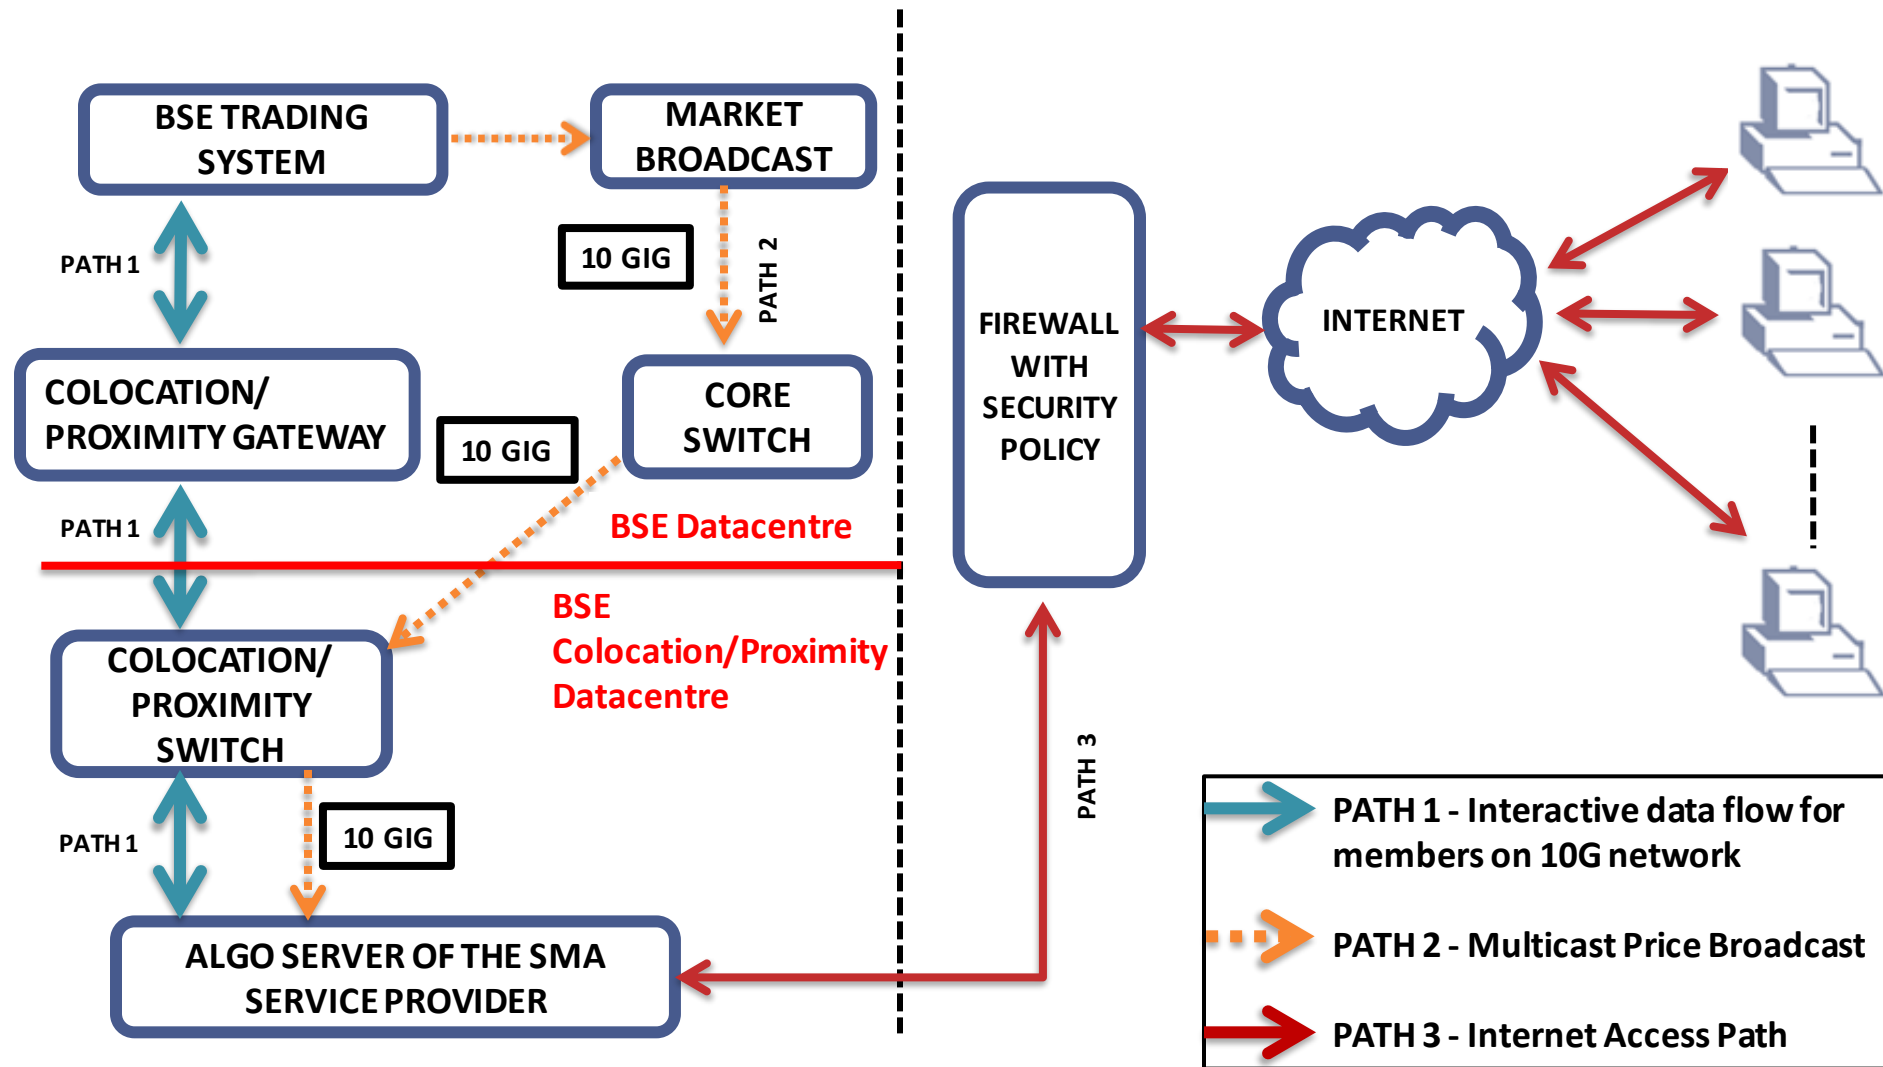 BSE TRADING
SYSTEM
MARKET
BROADCAST
PATH 1
10 GIG
PATH 2
COLOCATION/
PROXIMITY GATEWAY
10 GIG
CORE
SWITCH
PATH 1
BSE Datacentre
BSE
Colocation/Proximity
Datacentre
COLOCATION/
PROXIMITY
SWITCH
PATH 1
10 GIG
ALGO SERVER OF THE SMA
SERVICE PROVIDER
FIREWALL
WITH
SECURITY
POLICY
INTERNET
PATH 3
PATH 1 - Interactive data flow for
members on 10G network
PATH 2 - Multicast Price Broadcast
PATH 3 - Internet Access Path